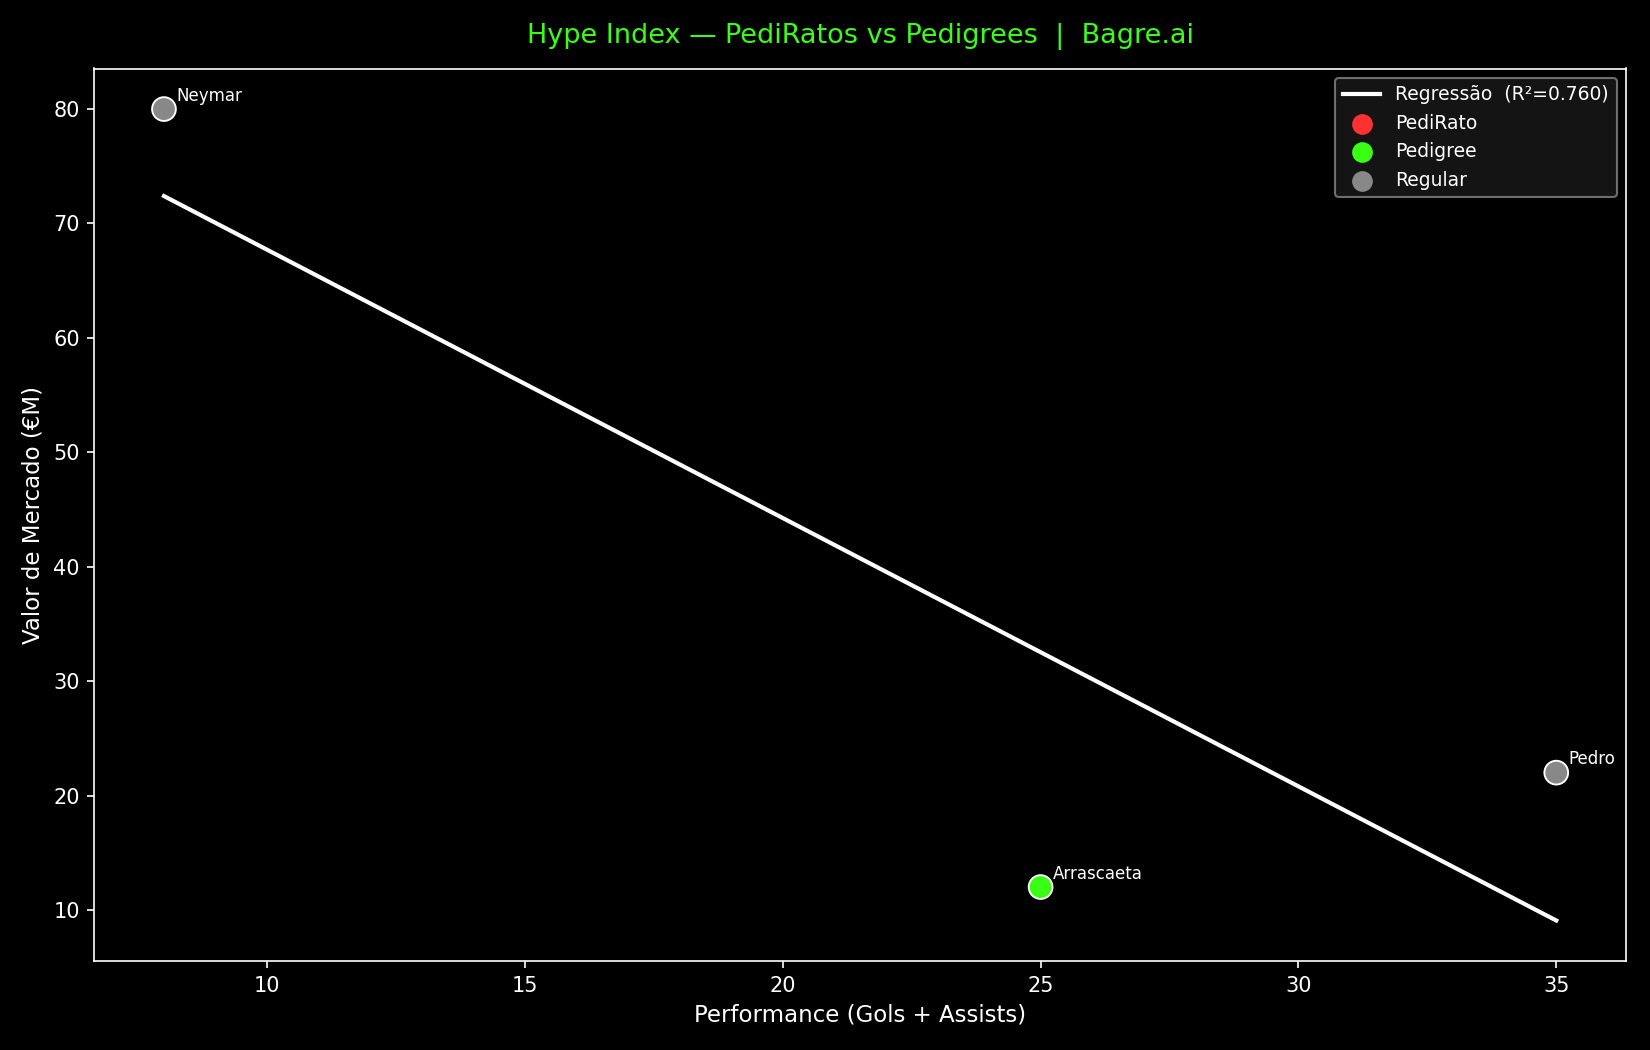 Hype Index — PediRatos vs Pedigrees | Bagre.ai
Regressão (R²=0.760)
PediRato
Pedigree
Regular
Neymar
Pedro
Arrascaeta
Valor de Mercado (€M)
80
70
60
50
40
30
20
10
10 15 20 25 30 35
Performance (Gols + Assists)